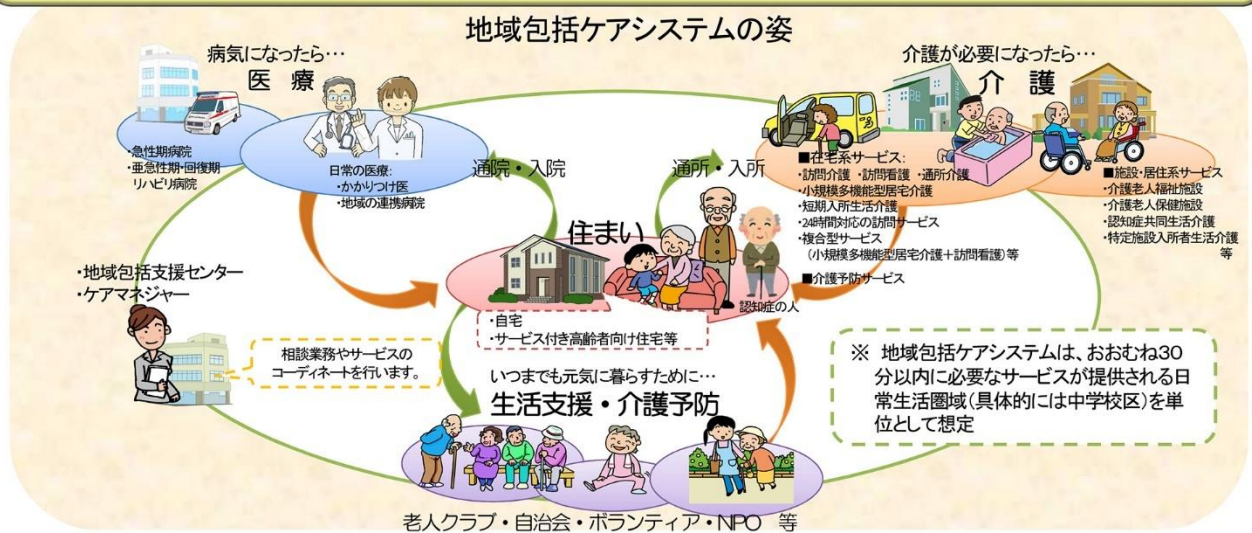 地域包括ケアシステムの姿
病気になったら…
医 療
・急性期病院
・亜急性期・回復期
リハビリ病院
日常の医療:
・かかりつけ医
・地域の連携病院
通院・入院
通所・入所
介護が必要になったら…
介 護
■在宅系サービス:
・訪問介護 ・訪問看護 ・通所介護
・小規模多機能型居宅介護
・短期入所生活介護
・24時間対応の訪問サービス
・複合型サービス
(小規模多機能型居宅介護+訪問看護)等
■介護予防サービス
■施設・居住系サービス
・介護老人福祉施設
・介護老人保健施設
・認知症共同生活介護
・特定施設入所者生活介護
等
住まい
認知症の人
・自宅
・サービス付き高齢者向け住宅等
・地域包括支援センター
・ケアマネジャー
相談業務やサービスの
コーディネートを行います。
いつまでも元気に暮らすために…
生活支援・介護予防
老人クラブ・自治会・ボランティア・NPO 等
※ 地域包括ケアシステムは、おおむね30
分以内に必要なサービスが提供される日
常生活圏域(具体的には中学校区)を単
位として想定